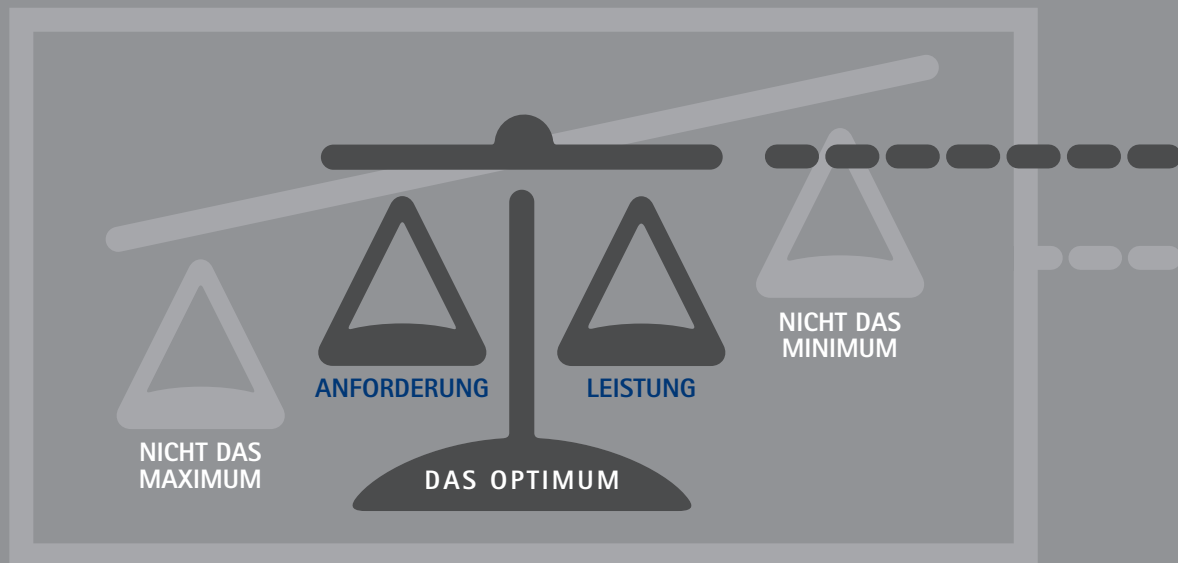 NICHT DAS
MINIMUM
ANFORDERUNG
LEISTUNG
NICHT DAS
MAXIMUM
DAS OPTIMUM